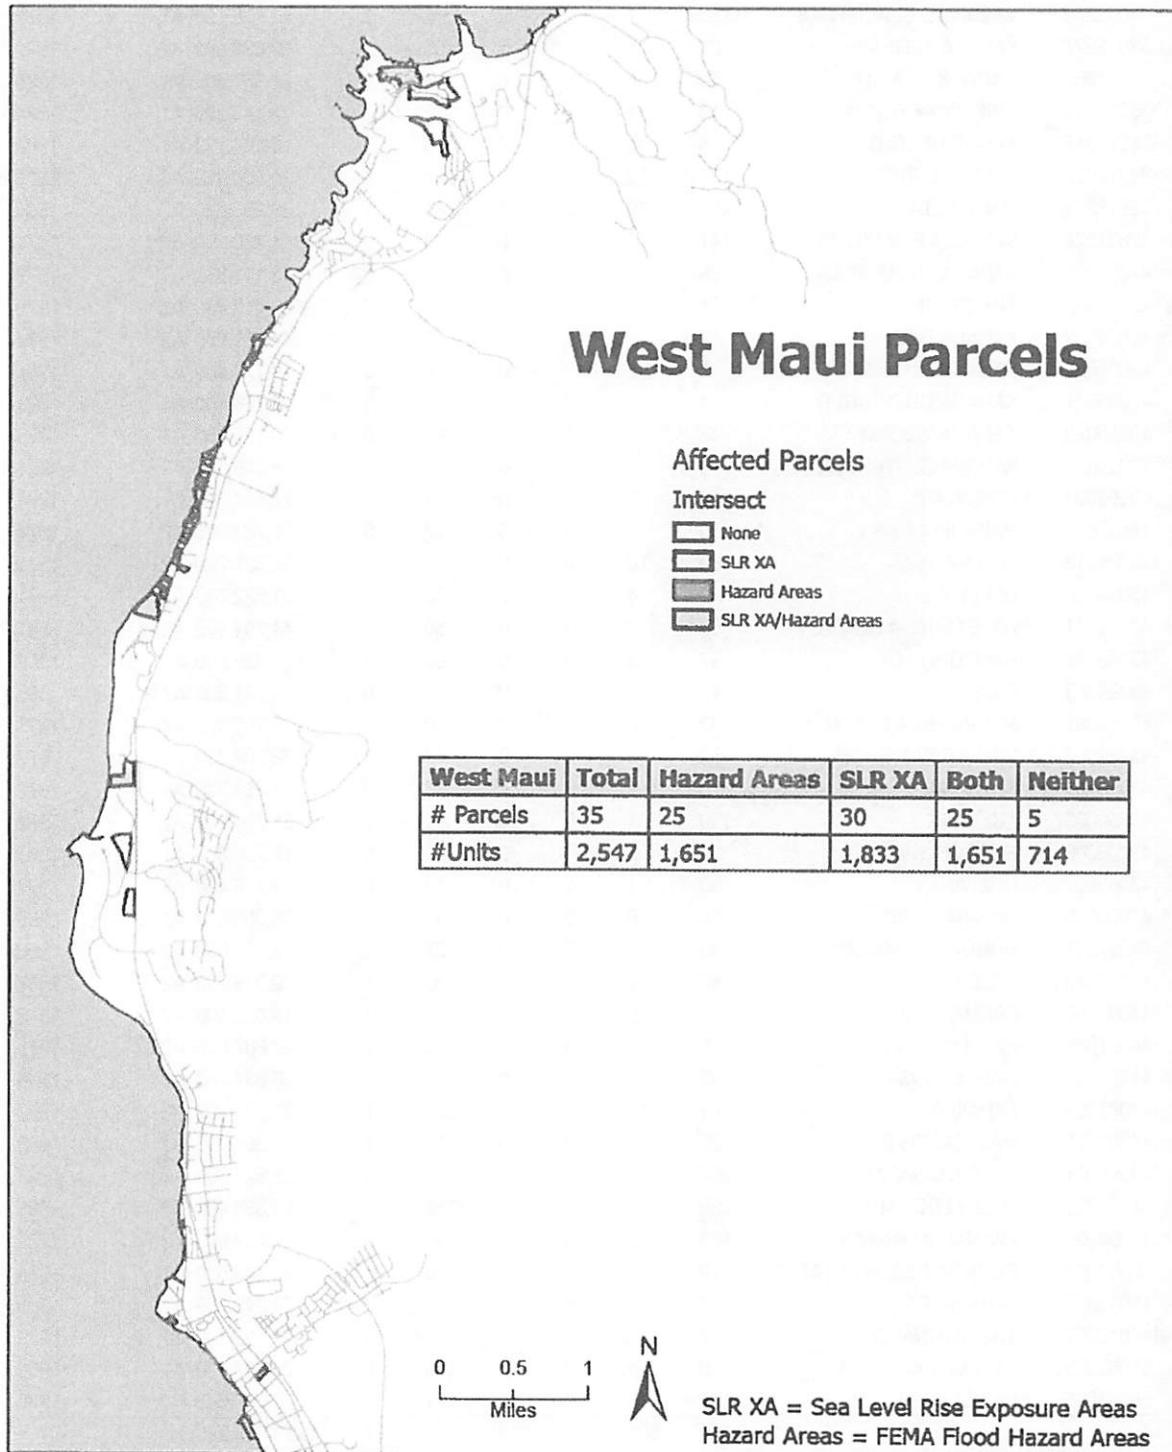 West Maui Parcels
Affected Parcels
Intersect
None
SLR XA
Hazard Areas
SLR XA/Hazard Areas
West Maui Total Hazard Areas SLR XA Both Neither
# Parcels 35 25 30 25 5
#Units 2,547 1,651 1,833 1,651 714
0 0.5 1
Miles
N
SLR XA = Sea Level Rise Exposure Areas
Hazard Areas = FEMA Flood Hazard Areas